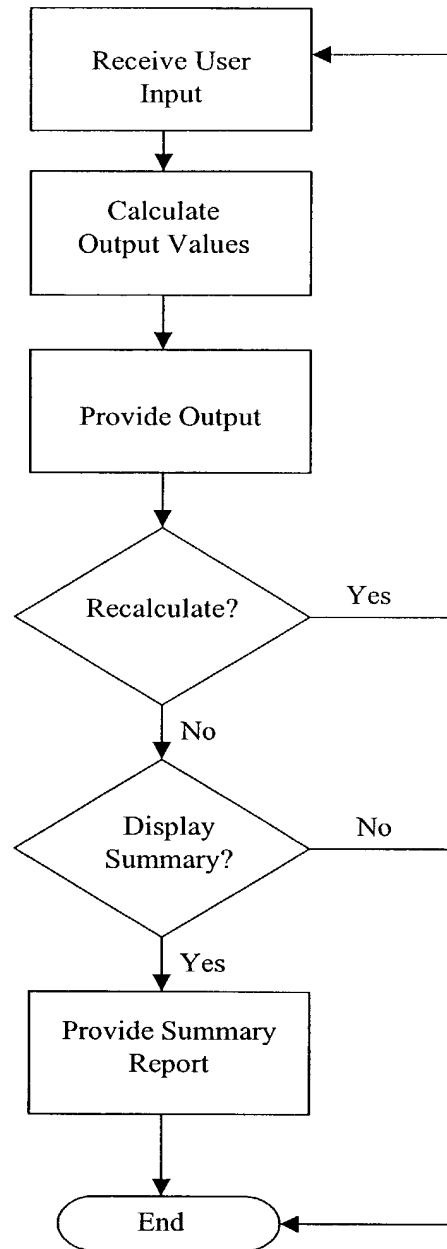 Receive User
Input
Calculate
Output Values
Provide Output
Recalculate?
Yes
No
Display
Summary?
No
Yes
Provide Summary
Report
End